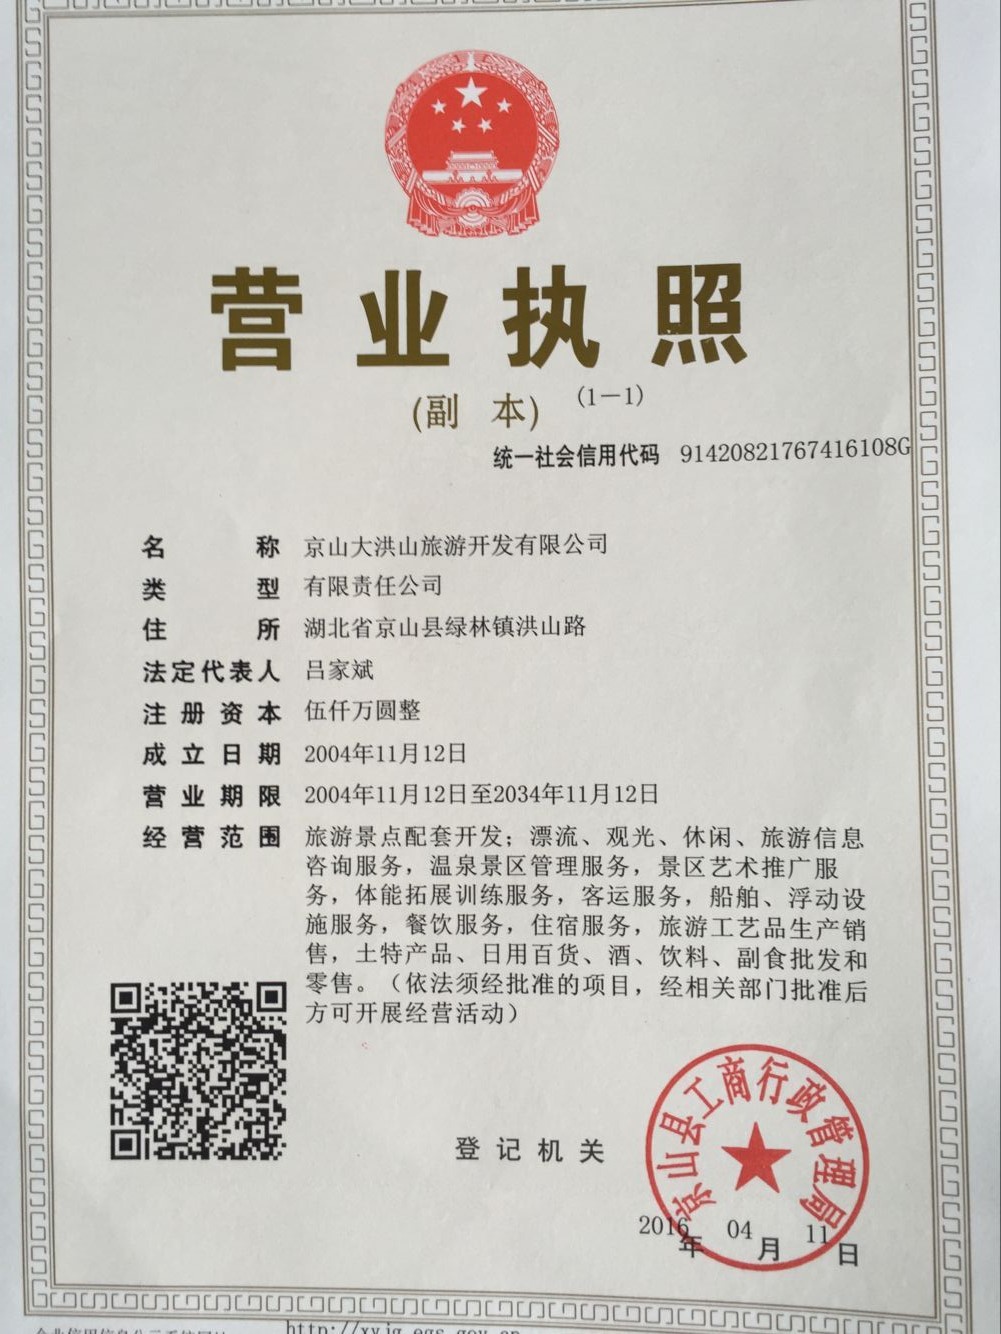 营业执照
(副 本) (1-1)
统一社会信用代码 91420821767416108G
名称 京山大洪山旅游开发有限公司
类型 有限责任公司
住所 湖北省京山县绿林镇洪山路
法定代表人 吕家斌
注册资本 伍仟万圆整
成立日期 2004年11月12日
营业期限 2004年11月12日至2034年11月12日
经营范围 旅游景点配套开发；漂流、观光、休闲、旅游信息
咨询服务，温泉景区管理服务，景区艺术推广服
务，体能拓展训练服务，客运服务，船舶、浮动设
施服务，餐饮服务，住宿服务，旅游工艺品生产销
售，土特产品、日用百货、酒、饮料、副食批发和
零售。（依法须经批准的项目，经相关部门批准后
方可开展经营活动）
登记机关
京山县工商行政管理局
2016年04月11日